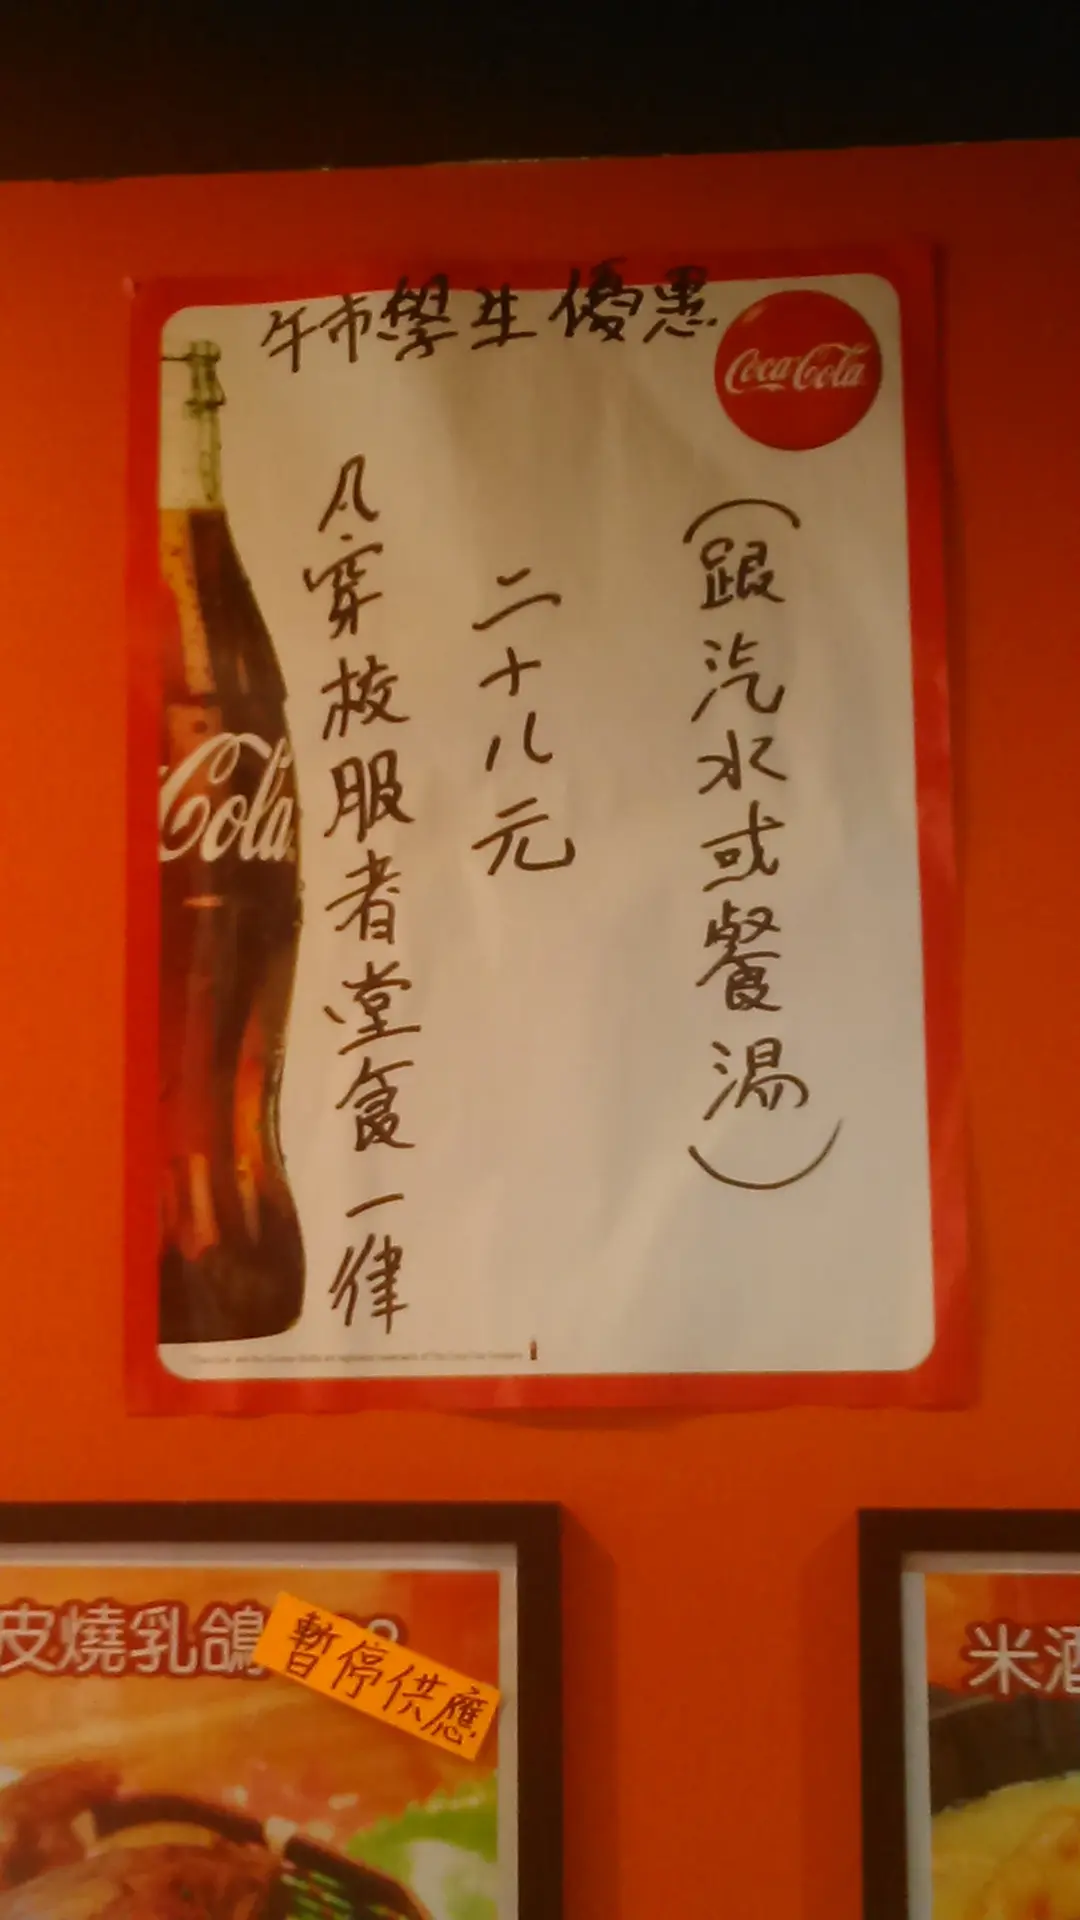 午市學生優惠
Coca-Cola
凡穿校服者堂食一律
二十八元
(跟汽水或餐湯)
Cola
皮燒乳鴿
暫停供應
米酒